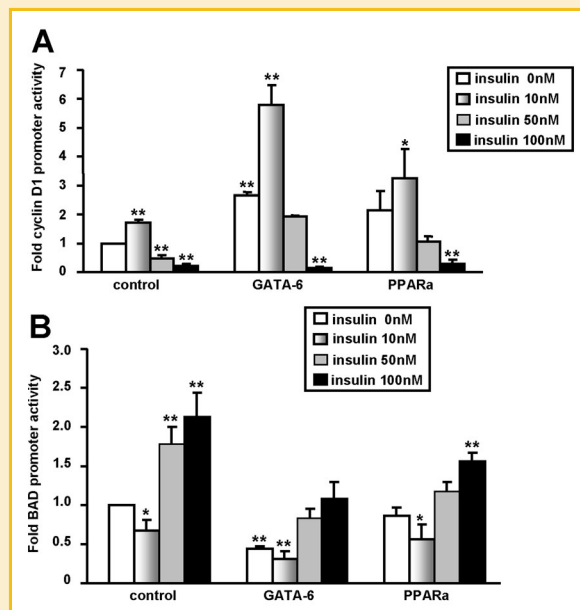 A
Fold cyclin D1 promoter activity
7
6
5
4
3
2
1
0
** ** ** **
** ** **
* **
control GATA-6 PPARa
insulin 0nM
insulin 10nM
insulin 50nM
insulin 100nM
B
Fold BAD promoter activity
3.0
2.5
2.0
1.5
1.0
0.5
0
* ** **
** **
* **
control GATA-6 PPARa
insulin 0nM
insulin 10nM
insulin 50nM
insulin 100nM